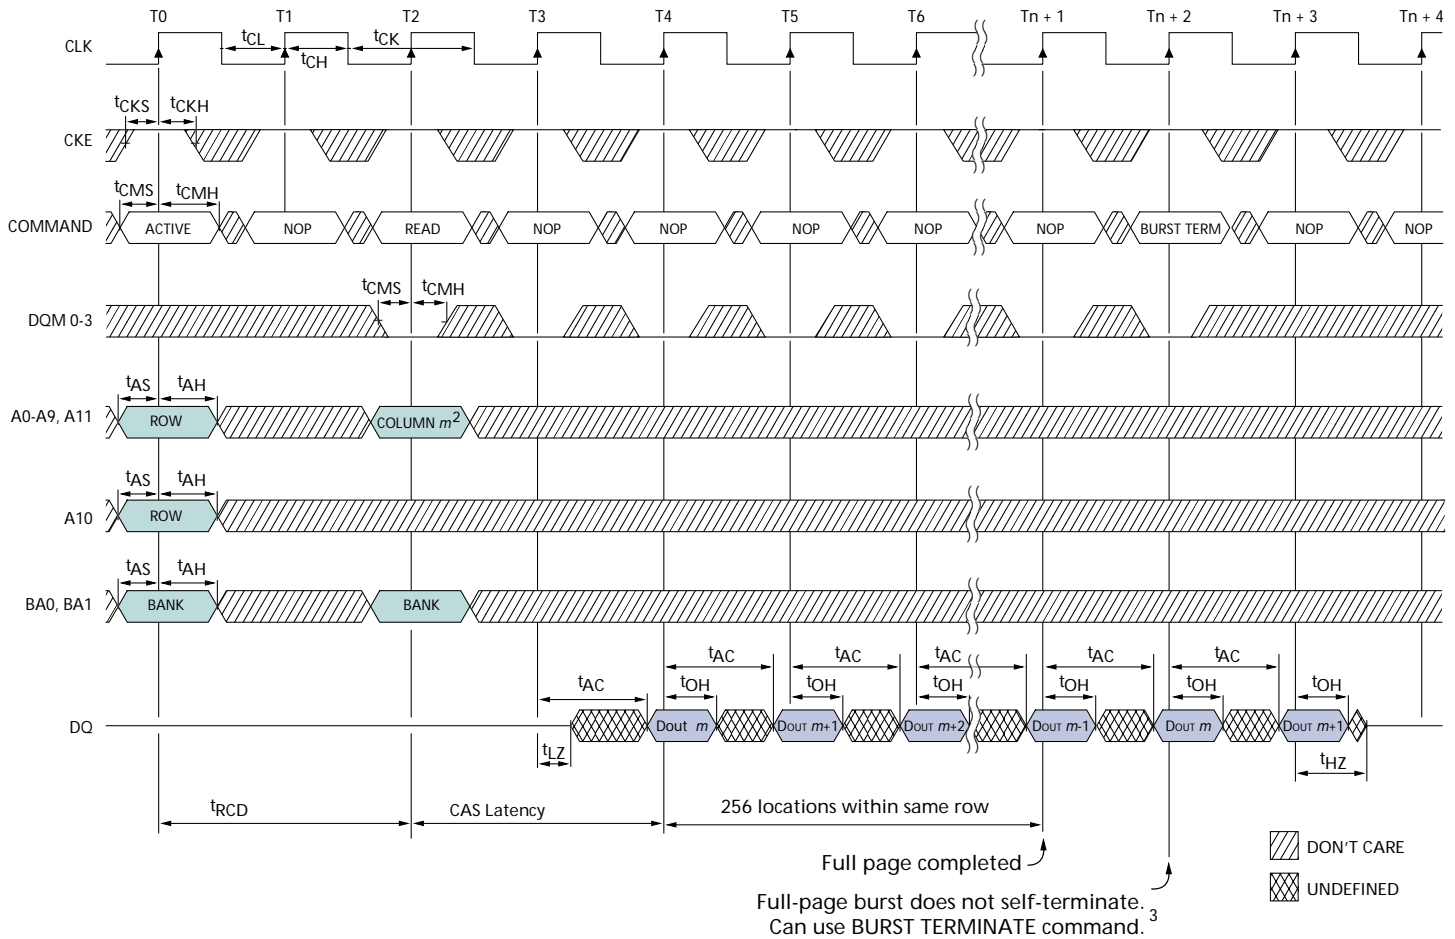 T0 T1 T2 T3 T4 T5 T6 Tn + 1 Tn + 2 Tn + 3 Tn + 4
CLK tCL tCH tCK
tCKS tCKH
CKE
tCMS tCMH
COMMAND ACTIVE NOP READ NOP NOP NOP NOP NOP BURST TERM NOP NOP
tCMS tCMH
DQM 0-3
tAS tAH
A0-A9, A11 ROW COLUMN m2
tAS tAH
A10 ROW
tAS tAH
BA0, BA1 BANK BANK
tAC tAC tAC tAC tAC
tAC tOH tOH tOH tOH tOH tOH
DQ Dout m DOUT m+1 DOUT m+2 DOUT m-1 DOUT m DOUT m+1
tLZ tHZ
tRCD CAS Latency 256 locations within same row
Full page completed
DON'T CARE
UNDEFINED
Full-page burst does not self-terminate.
Can use BURST TERMINATE command. 3